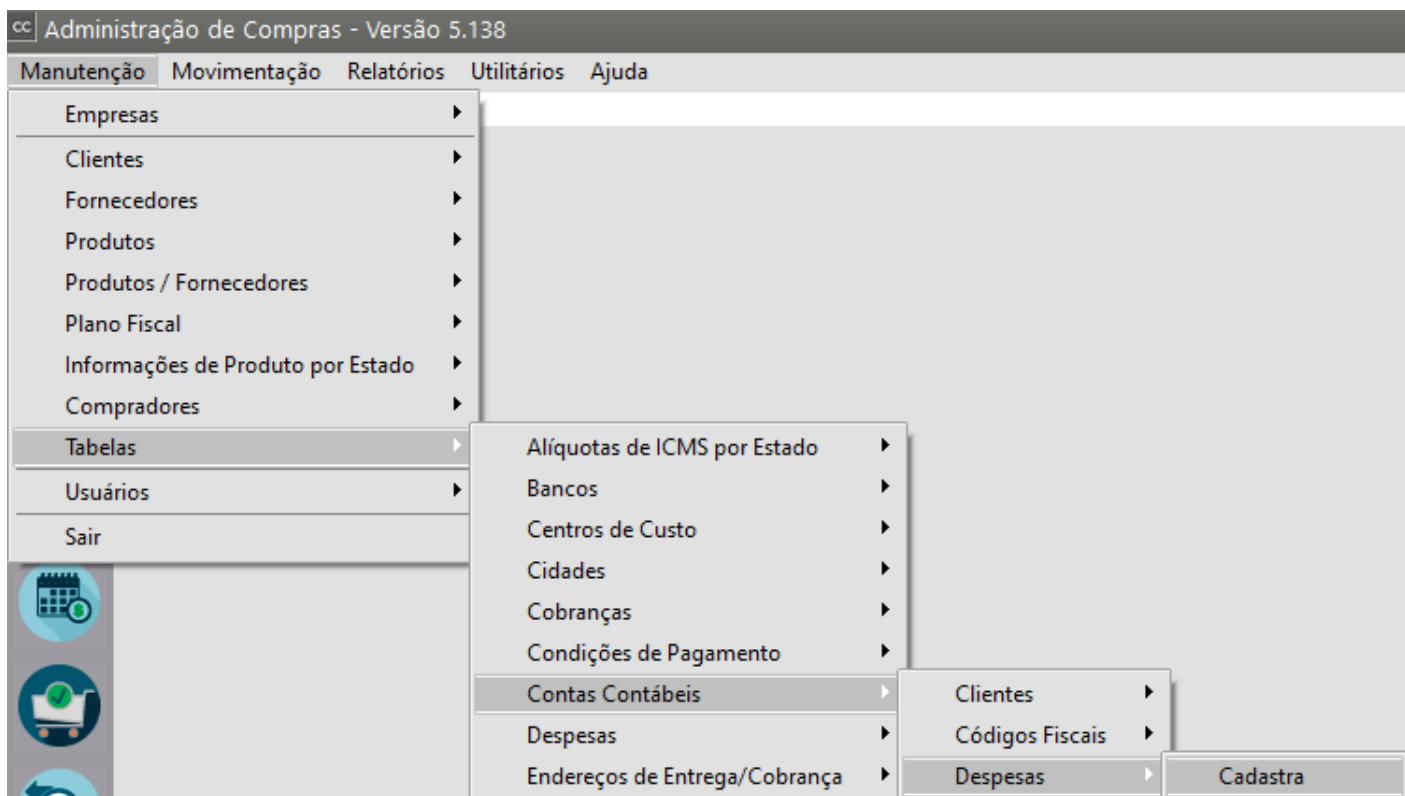 cc Administração de Compras - Versão 5.138
Manutenção Movimentação Relatórios Utilitários Ajuda
Empresas
Clientes
Fornecedores
Produtos
Produtos / Fornecedores
Plano Fiscal
Informações de Produto por Estado
Compradores
Tabelas
Usuários
Sair
Alíquotas de ICMS por Estado
Bancos
Centros de Custo
Cidades
Cobranças
Condições de Pagamento
Contas Contábeis
Despesas
Endereços de Entrega/Cobrança
Clientes
Códigos Fiscais
Despesas
Cadastra